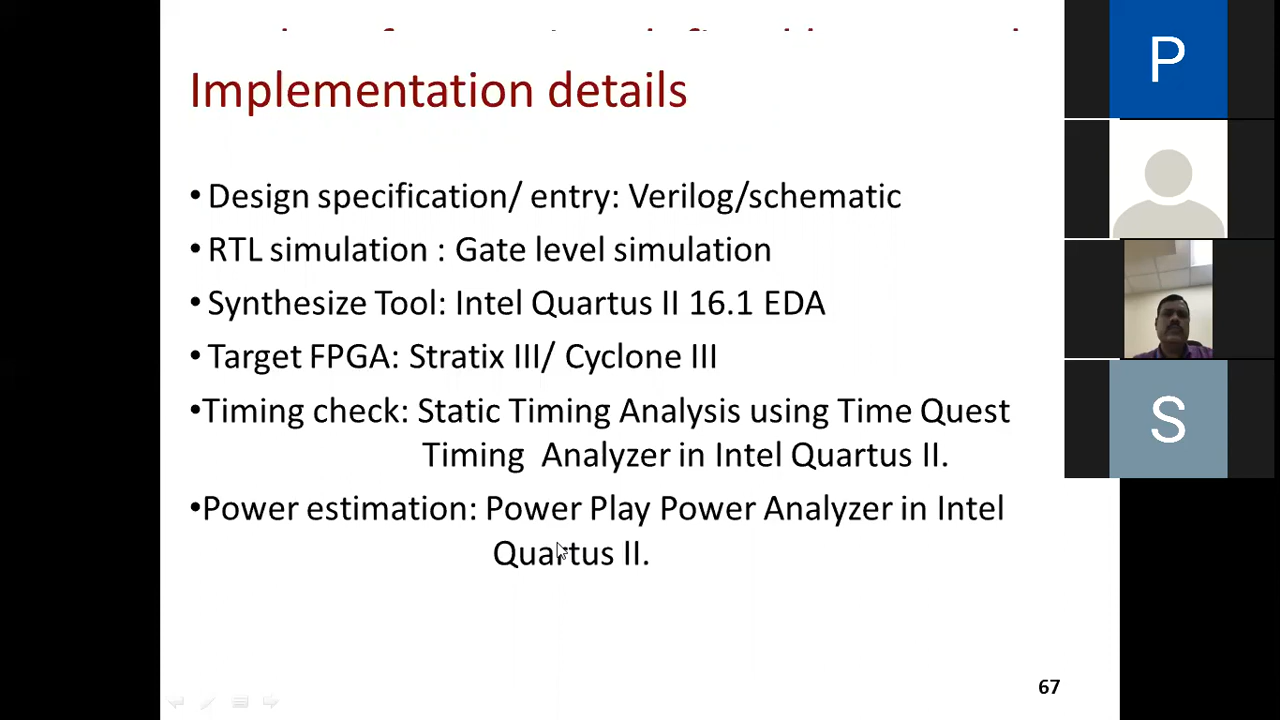 Implementation details
• Design specification/ entry: Verilog/schematic
• RTL simulation : Gate level simulation
• Synthesize Tool: Intel Quartus II 16.1 EDA
• Target FPGA: Stratix III/ Cyclone III
•Timing check: Static Timing Analysis using Time Quest
Timing Analyzer in Intel Quartus II.
•Power estimation: Power Play Power Analyzer in Intel
Quartus II.
67
P
S